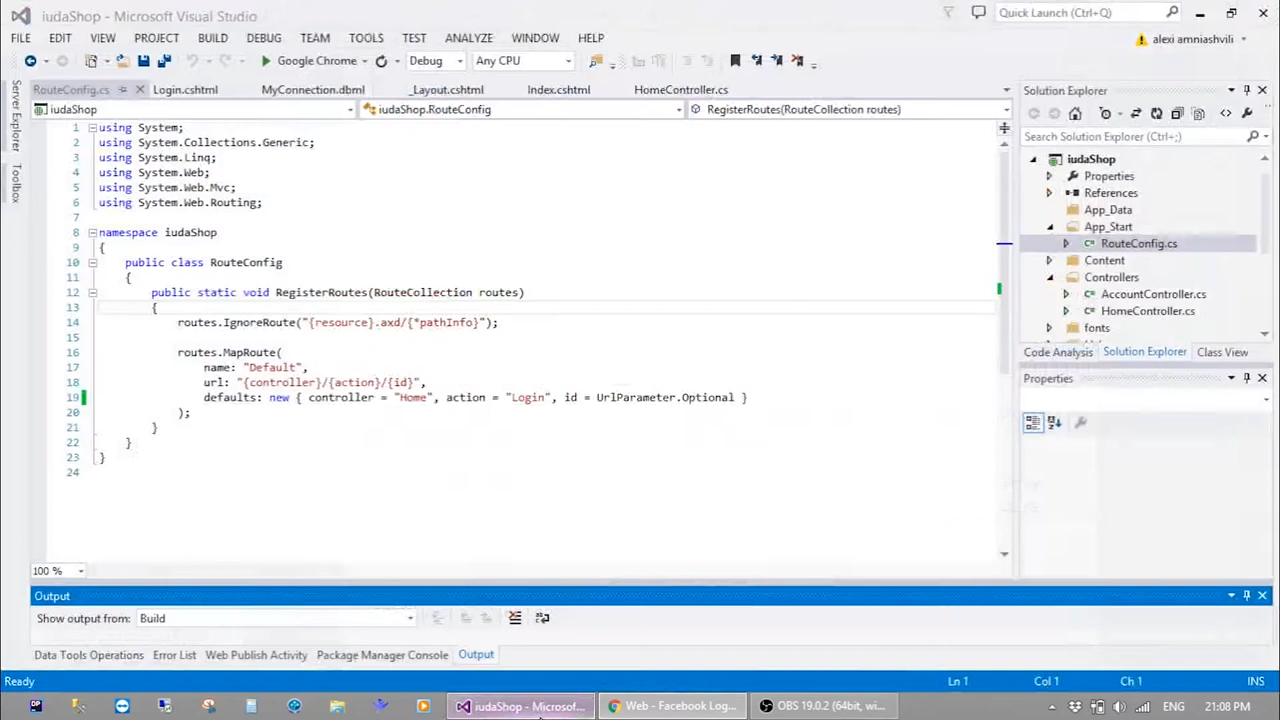 iudaShop - Microsoft Visual Studio
Quick Launch (Ctrl+Q)
FILE EDIT VIEW PROJECT BUILD DEBUG TEAM TOOLS TEST ANALYZE WINDOW HELP
alexi amniashvili
Google Chrome Debug Any CPU
RouteConfig.cs Login.cshtml MyConnection.dbml _Layout.cshtml Index.cshtml HomeController.cs
iudaShop iudaShop.RouteConfig RegisterRoutes(RouteCollection routes)
Server Explorer
Toolbox
1 using System;
2 using System.Collections.Generic;
3 using System.Linq;
4 using System.Web;
5 using System.Web.Mvc;
6 using System.Web.Routing;
7
8 namespace iudaShop
9 {
10 public class RouteConfig
11 {
12 public static void RegisterRoutes(RouteCollection routes)
13 {
14 routes.IgnoreRoute("{resource}.axd/{*pathInfo}");
15
16 routes.MapRoute(
17 name: "Default",
18 url: "{controller}/{action}/{id}",
19 defaults: new { controller = "Home", action = "Login", id = UrlParameter.Optional }
20 );
21 }
22 }
23 }
24
100 %
Solution Explorer
Search Solution Explorer (Ctrl+;)
iudaShop
Properties
References
App_Data
App_Start
RouteConfig.cs
Content
Controllers
AccountController.cs
HomeController.cs
fonts
Code Analysis Solution Explorer Class View
Properties
Output
Show output from: Build
Data Tools Operations Error List Web Publish Activity Package Manager Console Output
Ready Ln 1 Col 1 Ch 1 INS
iudaShop - Microsof... Web - Facebook Log... OBS 19.0.2 (64bit, wi... ENG 21:08 PM